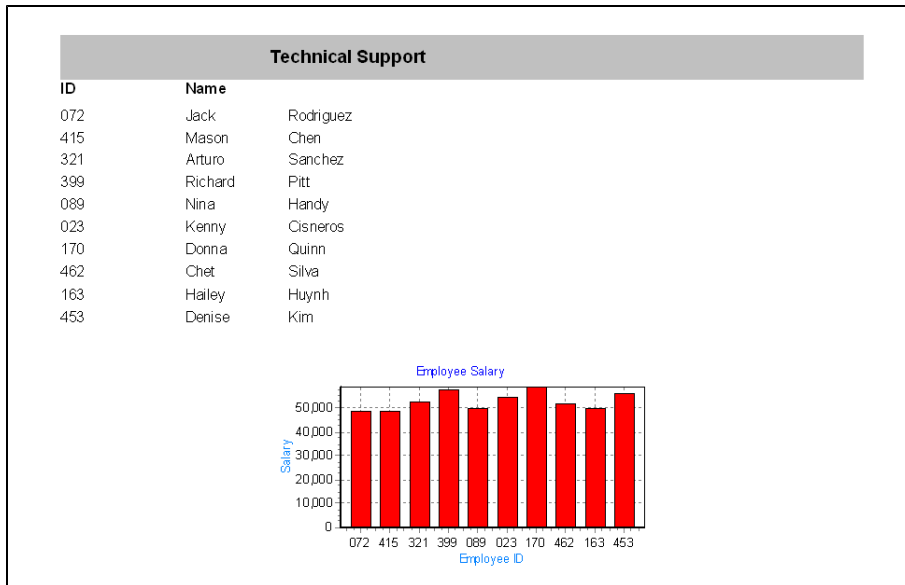 Technical Support
ID Name
072 Jack Rodriguez
415 Mason Chen
321 Arturo Sanchez
399 Richard Pitt
089 Nina Handy
023 Kenny Cisneros
170 Donna Quinn
462 Chet Silva
163 Hailey Huynh
453 Denise Kim
Employee Salary
50,000
40,000
30,000
20,000
10,000
0
Salary
072 415 321 399 089 023 170 462 163 453
Employee ID